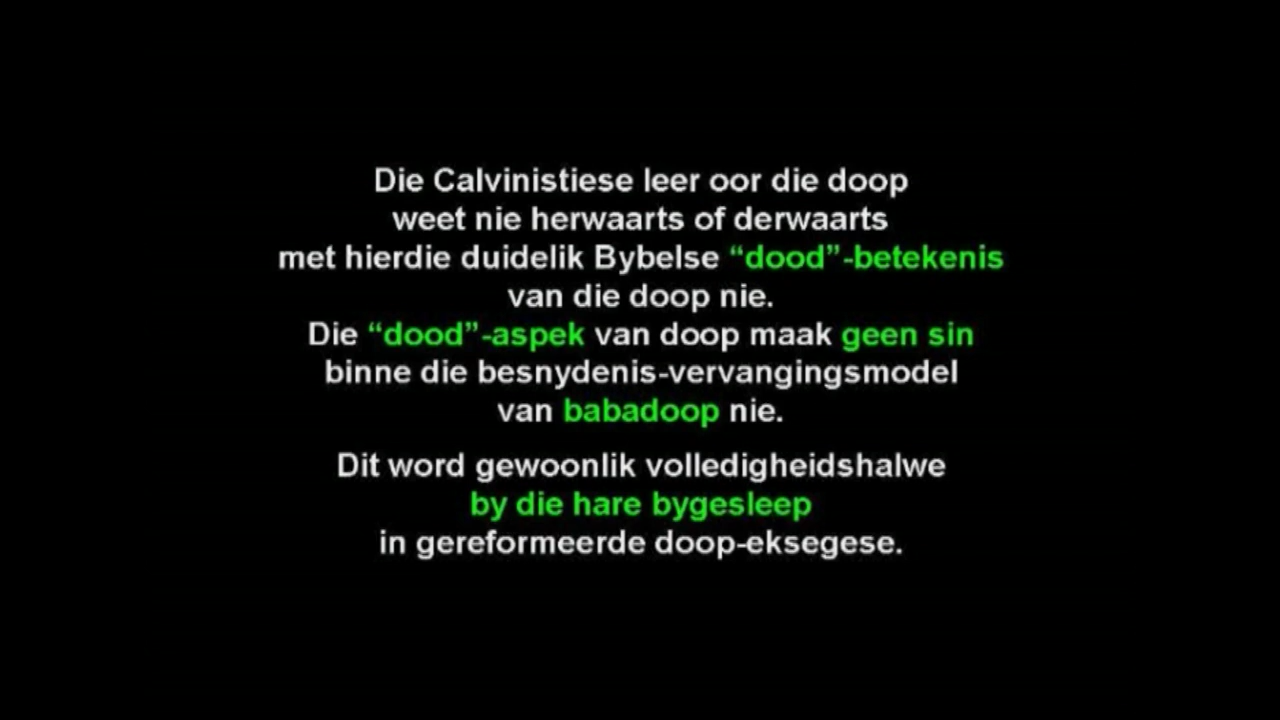 Die Calvinistiese leer oor die doop
weet nie herwaarts of derwaarts
met hierdie duidelik Bybelse “dood”-betekenis
van die doop nie.
Die “dood”-aspek van doop maak geen sin
binne die besnydenis-vervangingsmodel
van babadoop nie.
Dit word gewoonlik volledigheidshalwe
by die hare bygesleep
in gereformeerde doop-eksegese.